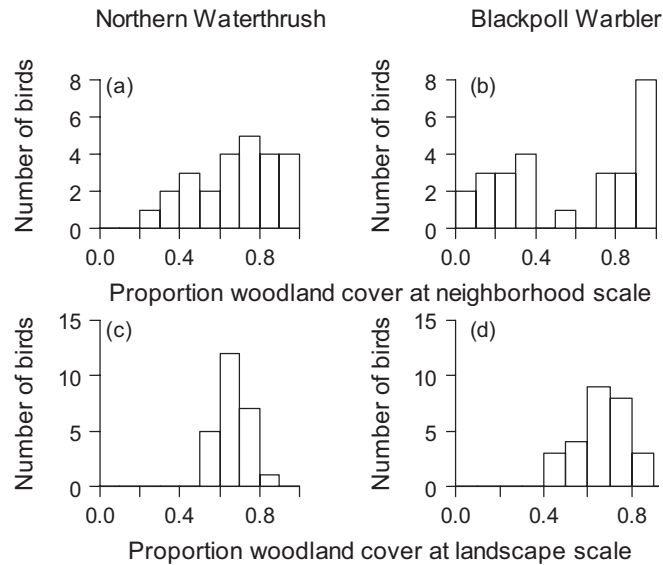 Northern Waterthrush Blackpoll Warbler
(a) (b)
Number of birds Number of birds
8 8
6 6
4 4
2 2
0 0
0.0 0.4 0.8 0.0 0.4 0.8
Proportion woodland cover at neighborhood scale
(c) (d)
Number of birds Number of birds
15 15
10 10
5 5
0 0
0.0 0.4 0.8 0.0 0.4 0.8
Proportion woodland cover at landscape scale